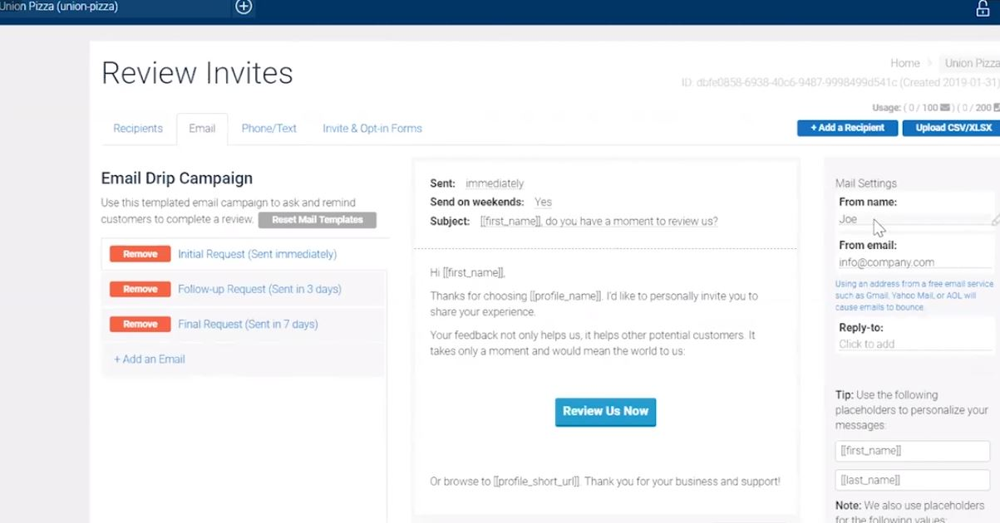 Union Pizza (union-pizza)
Review Invites
Home > Union Pizza
ID: dbfe0858-6938-40c6-9487-9998499d541c (Created 2019-01-31)
Usage: ( 0 / 100 ) ( 0 / 200
Recipients Email Phone/Text Invite & Opt-in Forms
+ Add a Recipient Upload CSV/XLSX
Email Drip Campaign
Use this templated email campaign to ask and remind
customers to complete a review. Reset Mail Templates
Remove Initial Request (Sent immediately)
Remove Follow-up Request (Sent in 3 days)
Remove Final Request (Sent in 7 days)
+ Add an Email
Sent: immediately
Send on weekends: Yes
Subject: [[first_name]], do you have a moment to review us?
Hi [[first_name]],
Thanks for choosing [[profile_name]]. I'd like to personally invite you to
share your experience.
Your feedback not only helps us, it helps other potential customers. It
takes only a moment and would mean the world to us:
Review Us Now
Or browse to [[profile_short_url]]. Thank you for your business and support!
Mail Settings
From name:
Joe
From email:
info@company.com
Using an address from a free email service
such as Gmail, Yahoo Mail, or AOL will
cause emails to bounce.
Reply-to:
Click to add
Tip: Use the following
placeholders to personalize your
messages:
[[first_name]]
[[last_name]]
Note: We also use placeholders
for the following values: